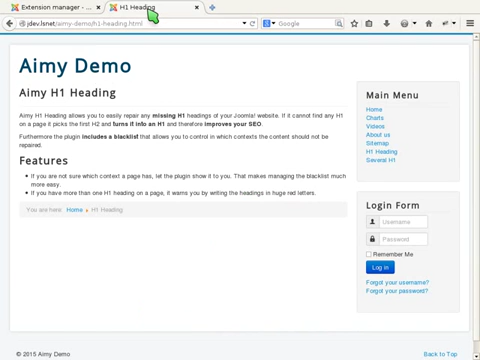 Extension manager - ...
H1 Heading
jdev.lsnet/aimy-demo/h1-heading.html
Google
Aimy Demo
Aimy H1 Heading
Aimy H1 Heading allows you to easily repair any missing H1 headings of your Joomla! website. If it cannot find any H1
on a page it picks the first H2 and turns it into an H1 and therefore improves your SEO.
Furthermore the plugin includes a blacklist that allows you to control in which contexts the content should not be
repaired.
Features
• If you are not sure which context a page has, let the plugin show it to you. That makes managing the blacklist much
more easy.
• If you have more than one H1 heading on a page, it warns you by writing the headings in huge red letters.
You are here: Home H1 Heading
Main Menu
Home
Charts
Videos
About us
Sitemap
H1 Heading
Several H1
Login Form
Username
Password
Remember Me
Log in
Forgot your username?
Forgot your password?
© 2015 Aimy Demo
Back to Top